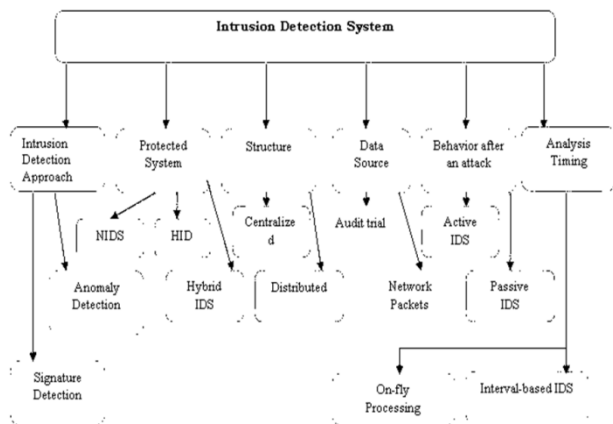 Intrusion Detection System
Intrusion
Detection
Approach
Protected
System
Structure
Data
Source
Behavior after
an attack
Analysis
Timing
NIDS
HID
Centralize
d
Audit trial
Active
IDS
Anomaly
Detection
Hybrid
IDS
Distributed
Network
Packets
Passive
IDS
Signature
Detection
On-fly
Processing
Interval-based IDS